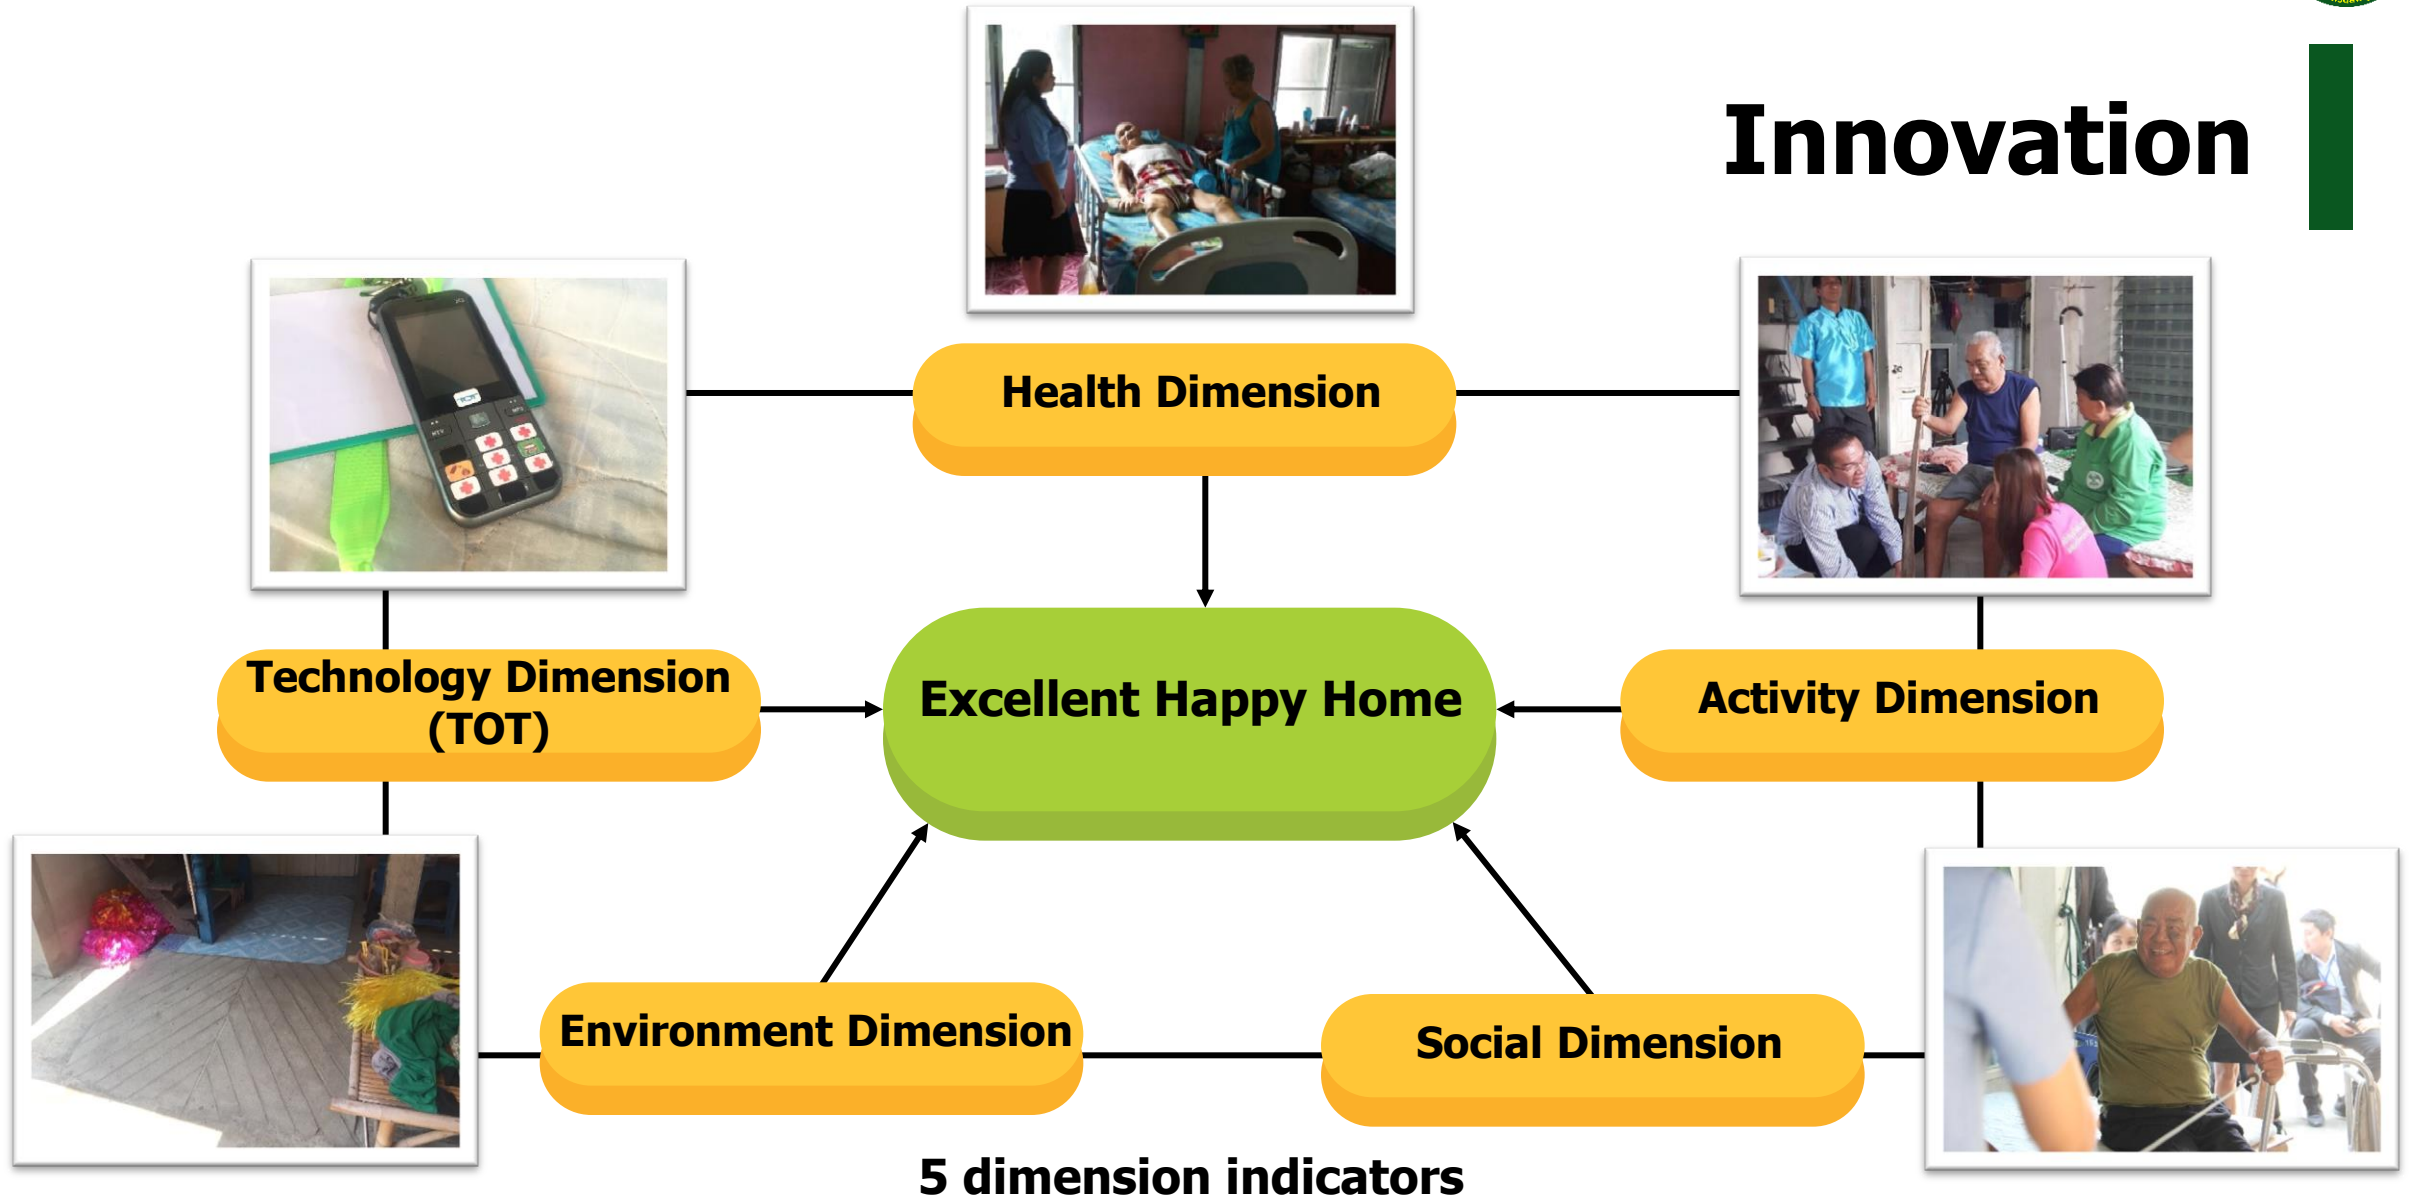 Innovation
Health Dimension
Technology Dimension
(TOT)
Excellent Happy Home
Activity Dimension
Environment Dimension
Social Dimension
5 dimension indicators